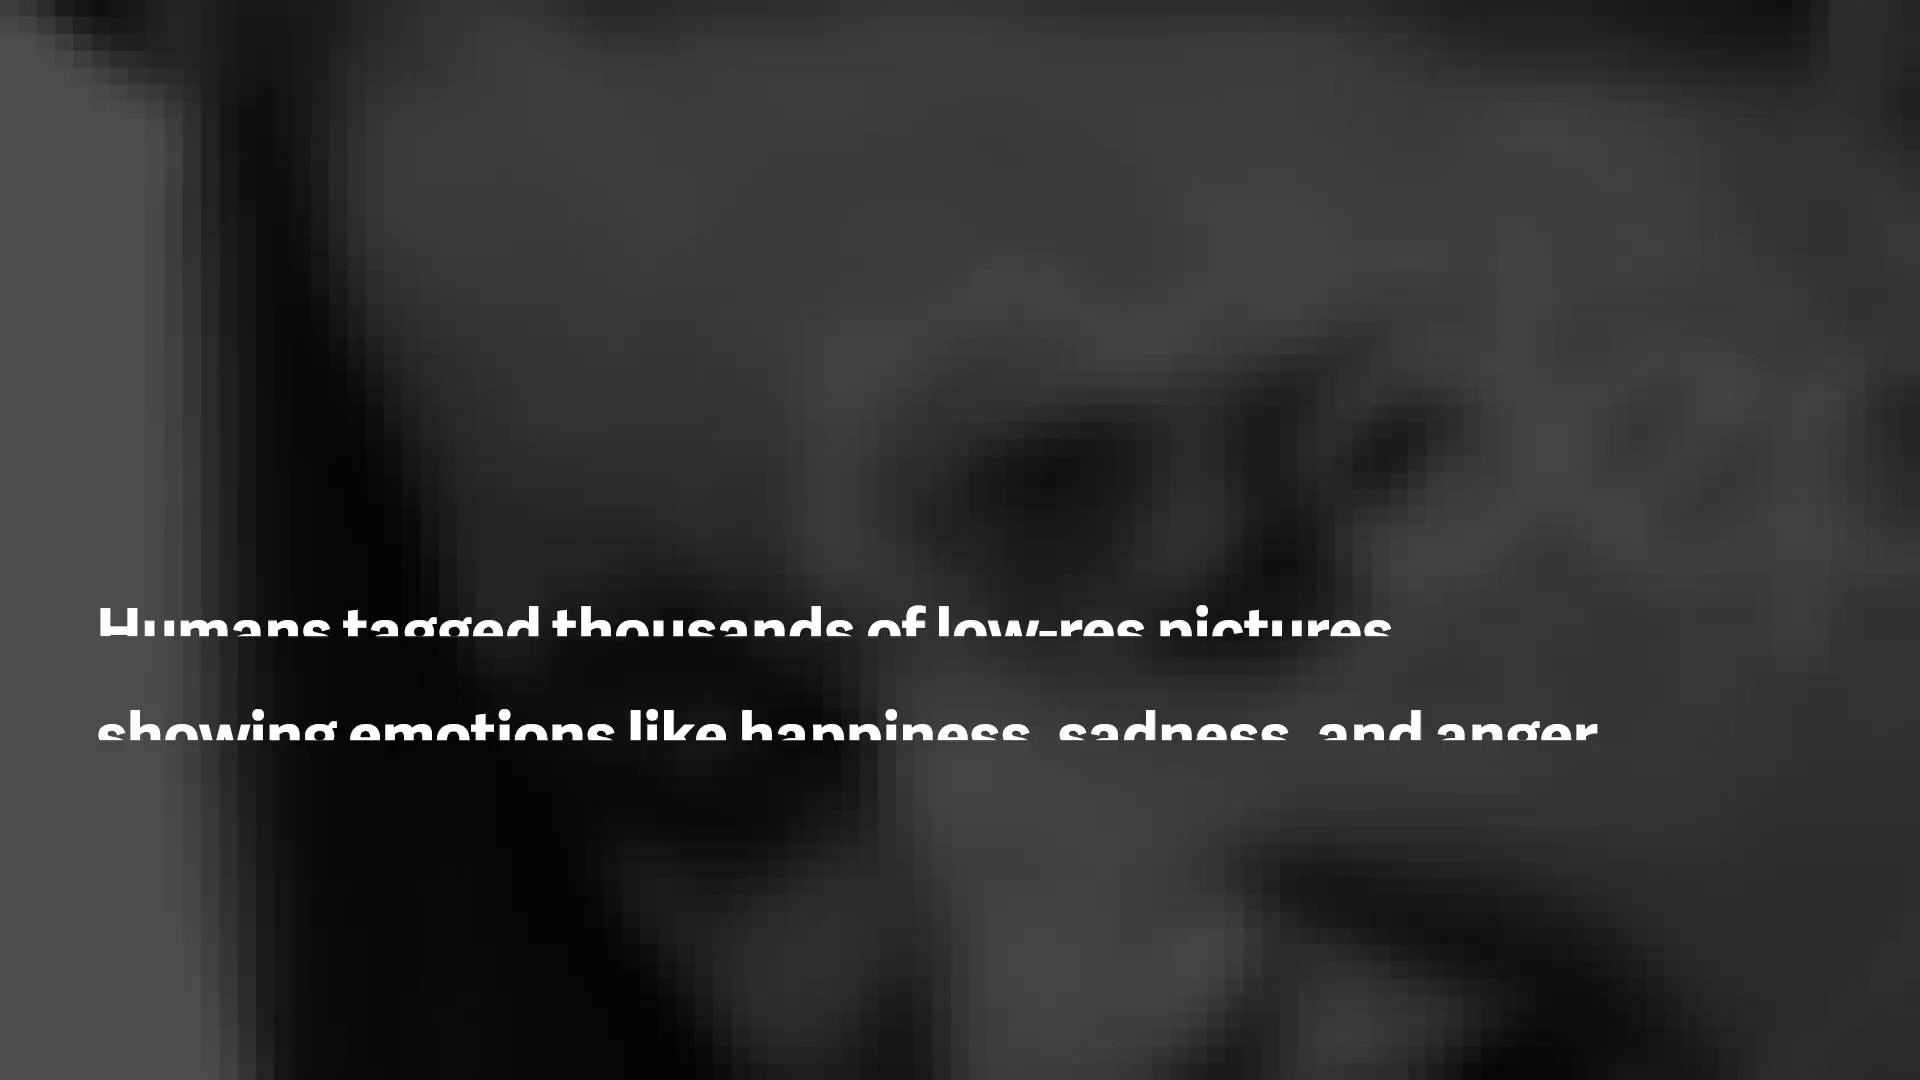 Humans tagged thousands of low-res pictures
showing emotions like happiness, sadness, and anger